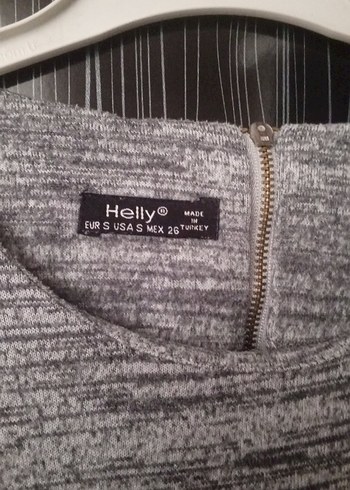 Helly®
EUR S USA S MEX 26
MADE
IN
TURKEY